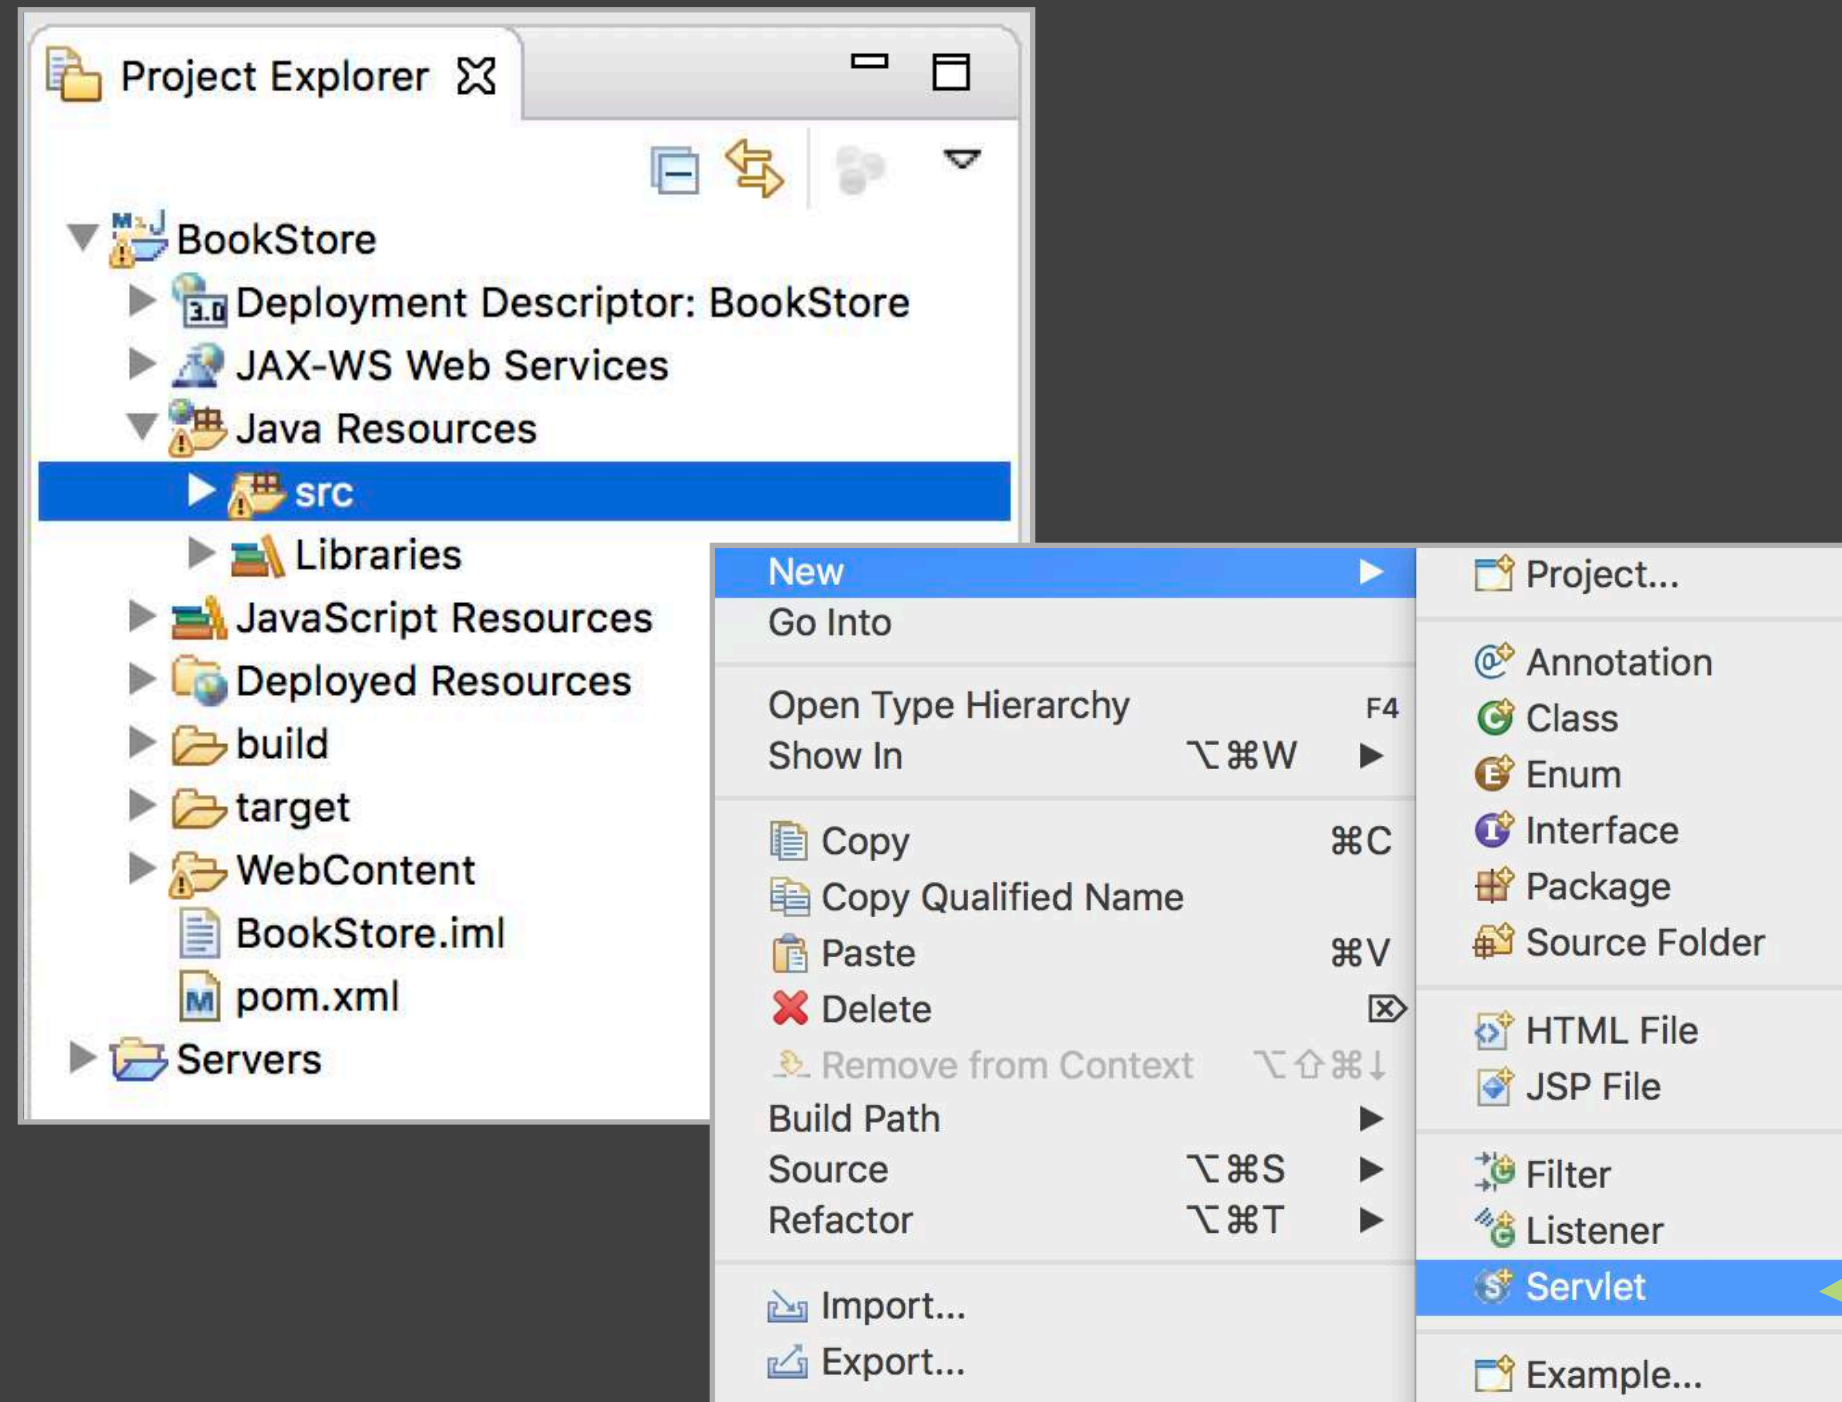 Project Explorer
BookStore
3.0 Deployment Descriptor: BookStore
JAX-WS Web Services
Java Resources
src
Libraries
JavaScript Resources
Deployed Resources
build
target
WebContent
BookStore.iml
pom.xml
Servers
New
Go Into
Open Type Hierarchy F4
Show In ⌥⌘W
Copy ⌘C
Copy Qualified Name
Paste ⌘V
Delete ⌦
Remove from Context ⌥⇧⌘↓
Build Path
Source ⌥⌘S
Refactor ⌥⌘T
Import...
Export...
Project...
Annotation
Class
Enum
Interface
Package
Source Folder
HTML File
JSP File
Filter
Listener
Servlet
Example...